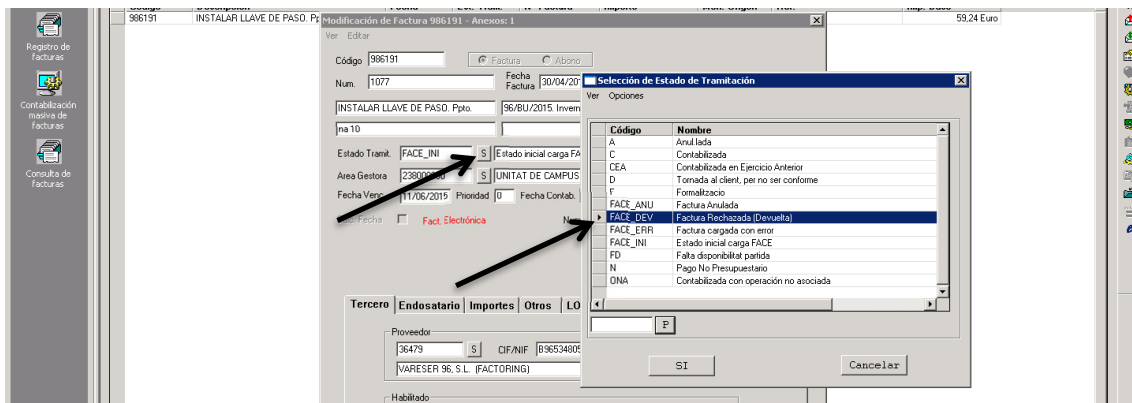 986191 INSTALAR LLAVE DE PASO. 59,24 Euro
Registro de
facturas
Contabilización
masiva de
facturas
Consulta de
facturas
Modificación de Factura 986191 - Anexos: 1
Ver Editar
Código 986191 Factura Abono
Num. 1077 Fecha
Factura 30/04/20
INSTALAR LLAVE DE PASO. Ppto. 96/BU/2015. Invern
na 10
Estado Tramit. FACE_INI S Estado inicial carga FA
Area Gestora S UNITAT DE CAMPUS
Fecha Venc. 11/06/2015 Prioridad 0 Fecha Contab.
Fecha Fact. Electrónica
Tercero Endosatario Importes Otros LO
Proveedor
36479 S CIF/NIF B9653480
VARESER 96, S.L. (FACTORING)
Habilitado
Selección de Estado de Tramitación
Ver Opciones
Código Nombre
A Anul.lada
C Contabilizada
CEA Contabilizada en Ejercicio Anterior
D Tornada al client, per no ser conforme
F Formalitzacio
FACE_ANU Factura Anulada
FACE_DEV Factura Rechazada (Devuelta)
FACE_ERR Factura cargada con error
FACE_INI Estado inicial carga FACE
FD Falta disponibilitat partida
N Pago No Presupuestario
ONA Contabilizada con operación no asociada
P
SI Cancelar